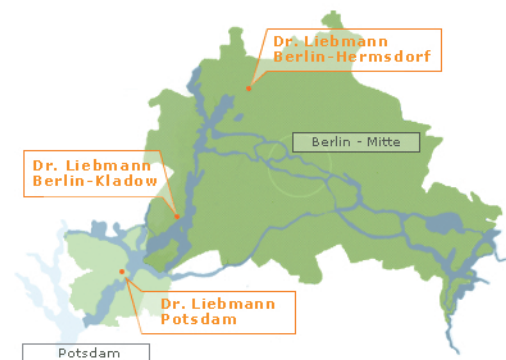 Dr. Liebmann
Berlin-Hermsdorf
Berlin - Mitte
Dr. Liebmann
Berlin-Kladow
Dr. Liebmann
Potsdam
Potsdam